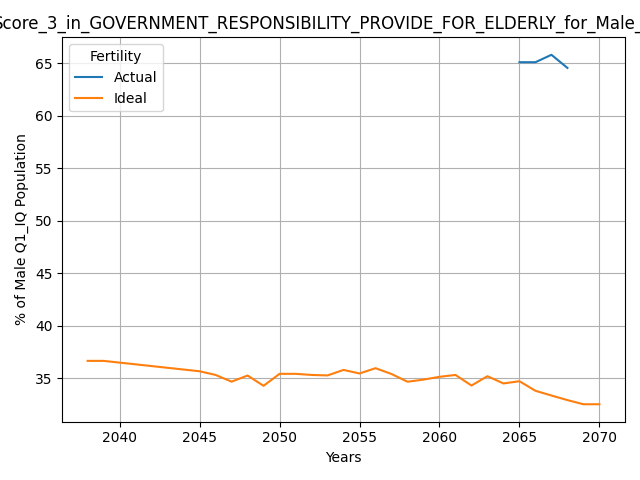 Score_3_in_GOVERNMENT_RESPONSIBILITY_PROVIDE_FOR_ELDERLY_for_Male_
Fertility
Actual
Ideal
65
60
55
50
45
40
35
% of Male Q1_IQ Population
2040 2045 2050 2055 2060 2065 2070
Years